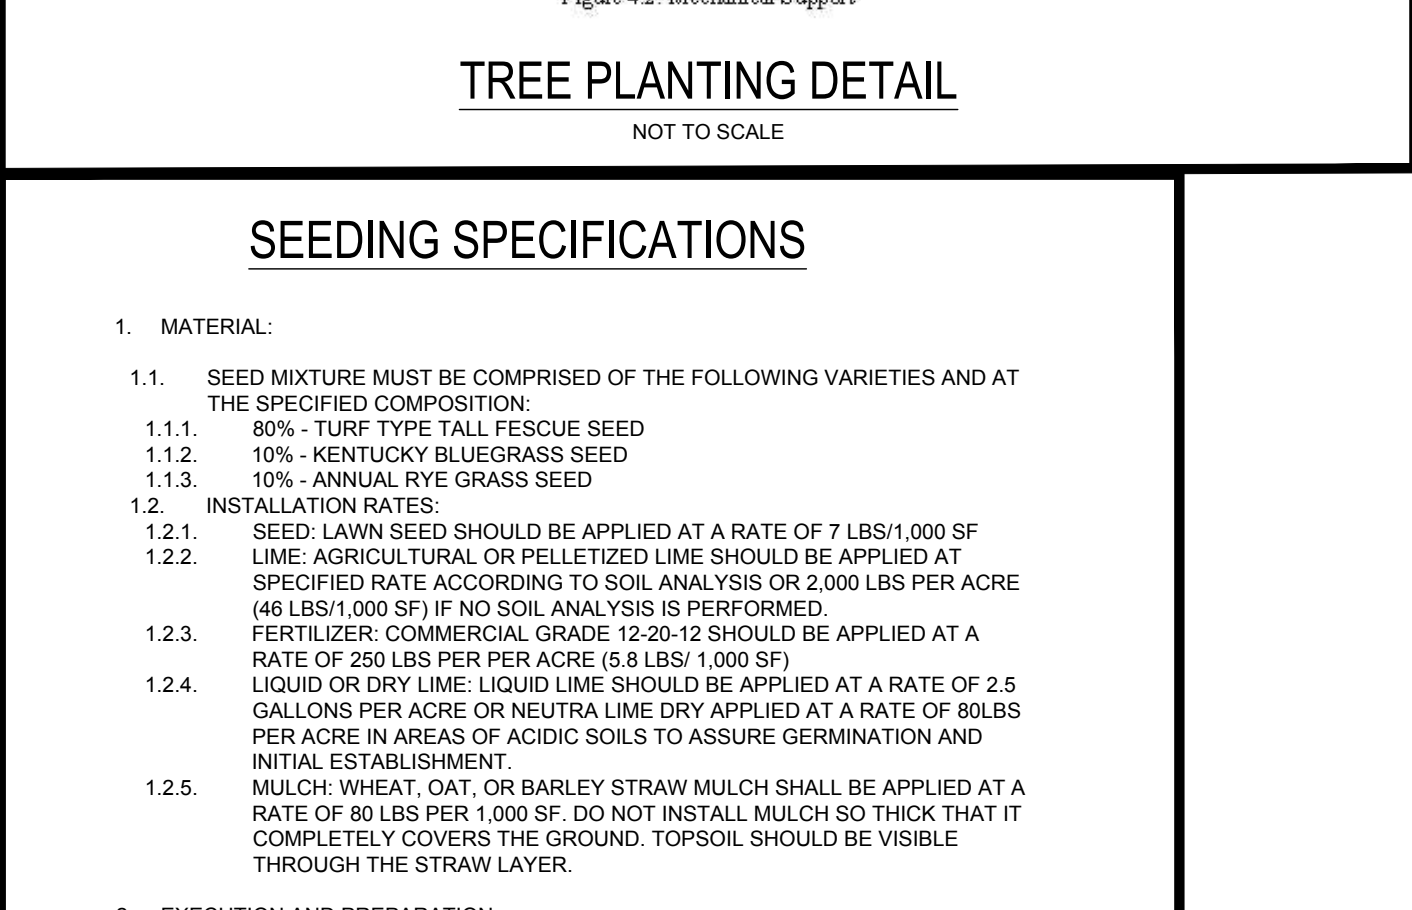 Figure 4.2: Mechanical Support
TREE PLANTING DETAIL
NOT TO SCALE
SEEDING SPECIFICATIONS
1. MATERIAL:
1.1. SEED MIXTURE MUST BE COMPRISED OF THE FOLLOWING VARIETIES AND AT
THE SPECIFIED COMPOSITION:
1.1.1. 80% - TURF TYPE TALL FESCUE SEED
1.1.2. 10% - KENTUCKY BLUEGRASS SEED
1.1.3. 10% - ANNUAL RYE GRASS SEED
1.2. INSTALLATION RATES:
1.2.1. SEED: LAWN SEED SHOULD BE APPLIED AT A RATE OF 7 LBS/1,000 SF
1.2.2. LIME: AGRICULTURAL OR PELLETIZED LIME SHOULD BE APPLIED AT
SPECIFIED RATE ACCORDING TO SOIL ANALYSIS OR 2,000 LBS PER ACRE
(46 LBS/1,000 SF) IF NO SOIL ANALYSIS IS PERFORMED.
1.2.3. FERTILIZER: COMMERCIAL GRADE 12-20-12 SHOULD BE APPLIED AT A
RATE OF 250 LBS PER PER ACRE (5.8 LBS/ 1,000 SF)
1.2.4. LIQUID OR DRY LIME: LIQUID LIME SHOULD BE APPLIED AT A RATE OF 2.5
GALLONS PER ACRE OR NEUTRA LIME DRY APPLIED AT A RATE OF 80LBS
PER ACRE IN AREAS OF ACIDIC SOILS TO ASSURE GERMINATION AND
INITIAL ESTABLISHMENT.
1.2.5. MULCH: WHEAT, OAT, OR BARLEY STRAW MULCH SHALL BE APPLIED AT A
RATE OF 80 LBS PER 1,000 SF. DO NOT INSTALL MULCH SO THICK THAT IT
COMPLETELY COVERS THE GROUND. TOPSOIL SHOULD BE VISIBLE
THROUGH THE STRAW LAYER.
2. EXECUTION AND PREPARATION